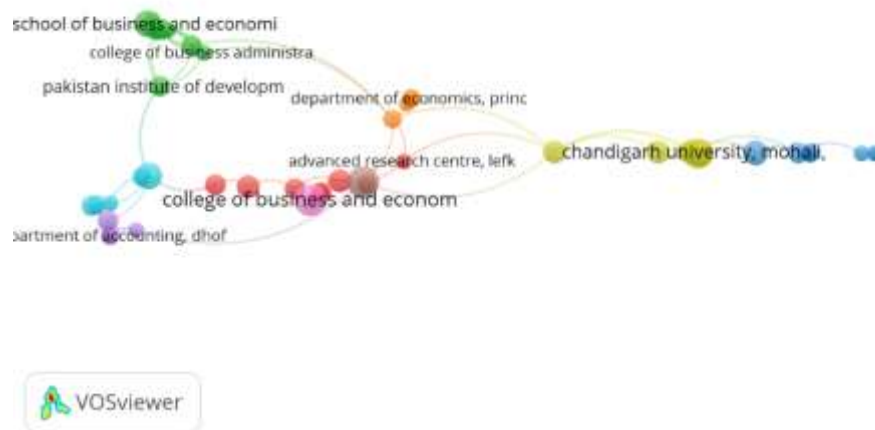 school of business and economi
college of business administra
pakistan institute of developm
department of economics, princ
advanced research centre, lefk
chandigarh university, mohali,
college of business and econom
partment of accounting, dhof
VOSviewer